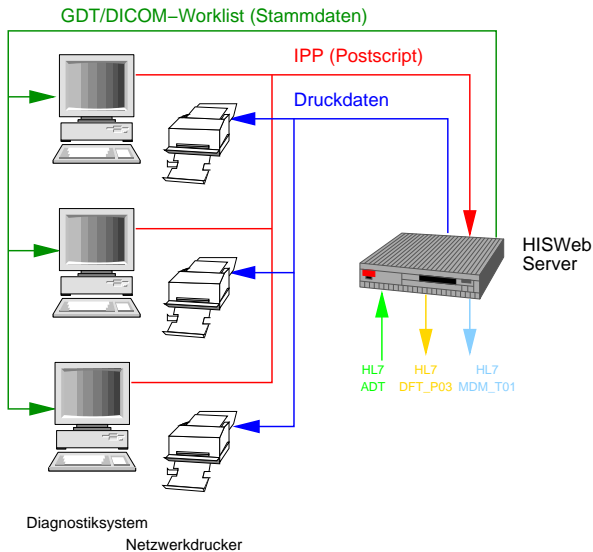 GDT/DICOM−Worklist (Stammdaten)
IPP (Postscript)
Druckdaten
HISWeb
Server
HL7
ADT
HL7
DFT_P03
HL7
MDM_T01
Diagnostiksystem
Netzwerkdrucker